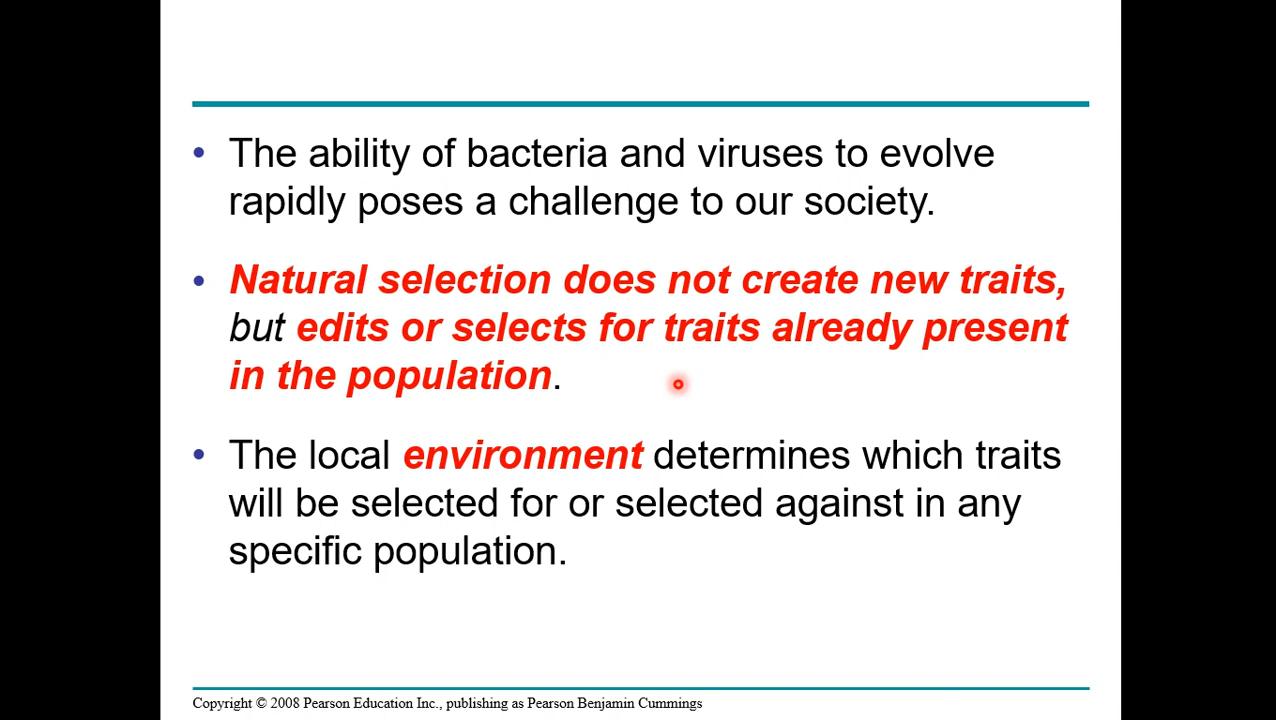 • The ability of bacteria and viruses to evolve
rapidly poses a challenge to our society.
• Natural selection does not create new traits,
but edits or selects for traits already present
in the population.
• The local environment determines which traits
will be selected for or selected against in any
specific population.
Copyright © 2008 Pearson Education Inc., publishing as Pearson Benjamin Cummings